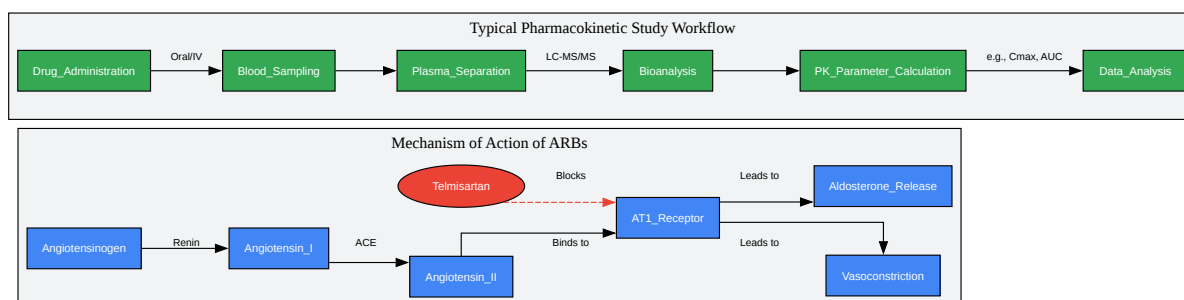 Typical Pharmacokinetic Study Workflow
Drug_Administration
Oral/IV
Blood_Sampling
Plasma_Separation
LC-MS/MS
Bioanalysis
PK_Parameter_Calculation
e.g., Cmax, AUC
Data_Analysis
Mechanism of Action of ARBs
Telmisartan
Blocks
Leads to
Aldosterone_Release
AT1_Receptor
Angiotensinogen
Renin
Angiotensin_I
ACE
Binds to
Leads to
Angiotensin_II
Vasoconstriction